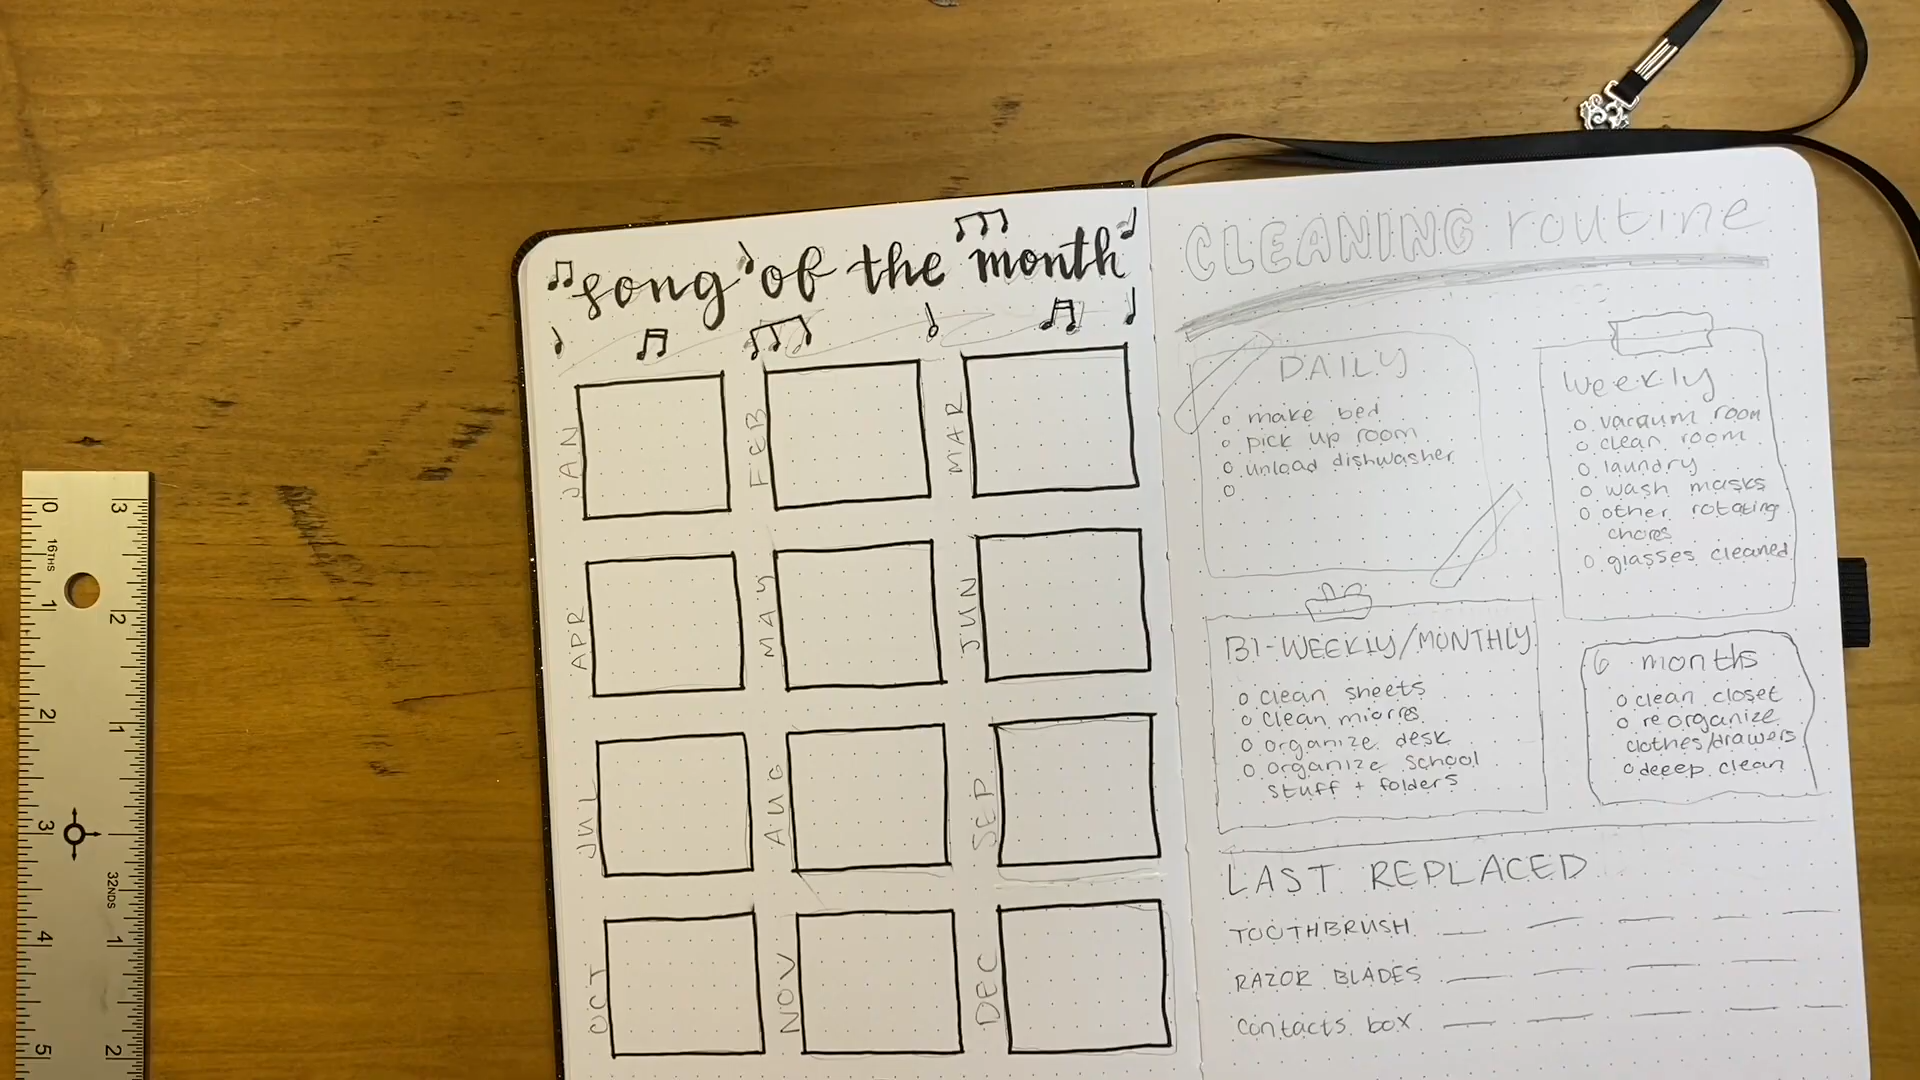 song of the month
JAN
FEB
MAR
APR
MAY
JUN
JUL
AUG
SEP
OCT
NOV
DEC
CLEANING routine
DAILY
make bed
pick up room
unload dishwasher
weekly
vacuum room
clean room
laundry
wash masks
other rotating
chores
glasses cleaned
BI-WEEKLY/MONTHLY
clean sheets
clean miorrs
organize desk
organize school
stuff + folders
6 months
clean closet
reorganize
clothes/drawers
deeep clean
LAST REPLACED
TOOTHBRUSH
RAZOR BLADES
contacts box
0
16THS
1
2
3
4
5
3
2
1
32NDS
1
2